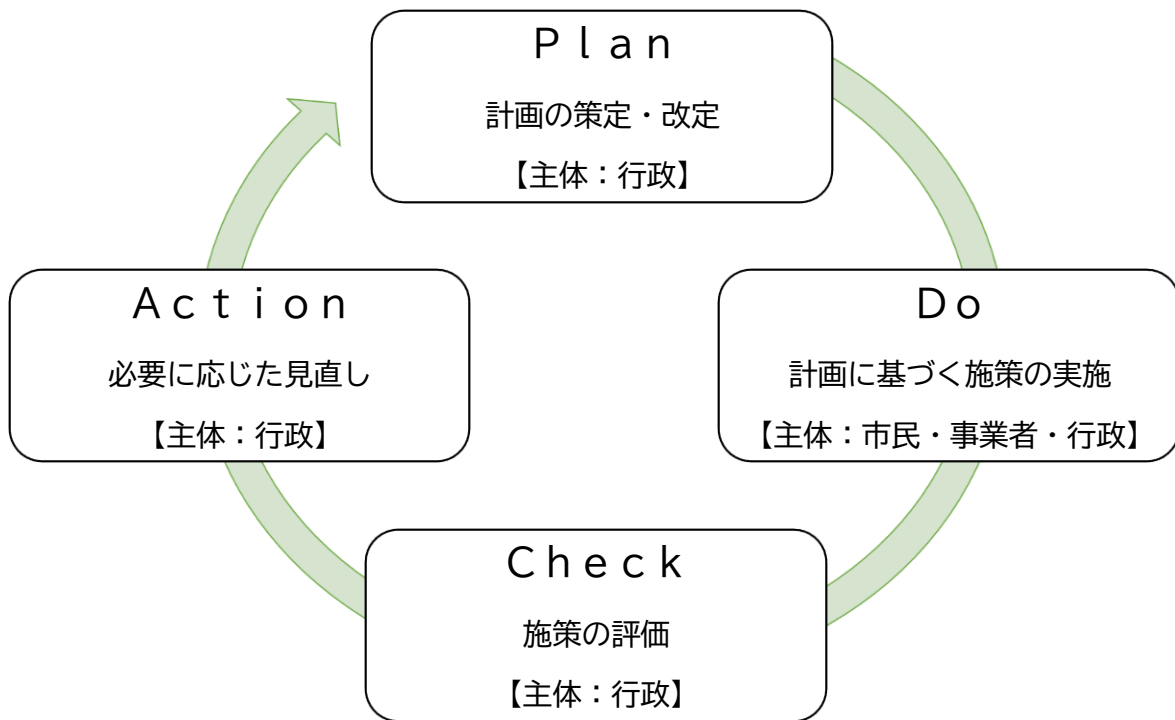 Ｐｌａｎ
計画の策定・改定
【主体：行政】
Ｄｏ
計画に基づく施策の実施
【主体：市民・事業者・行政】
Ｃｈｅｃｋ
施策の評価
【主体：行政】
Ａｃｔｉｏｎ
必要に応じた見直し
【主体：行政】